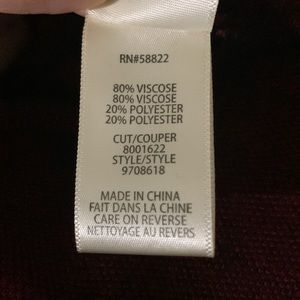 RN#58822
80% VISCOSE
80% VISCOSE
20% POLYESTER
20% POLYESTER
CUT/COUPER
8001622
STYLE/STYLE
9708618
MADE IN CHINA
FAIT DANS LA CHINE
CARE ON REVERSE
NETTOYAGE AU REVERS